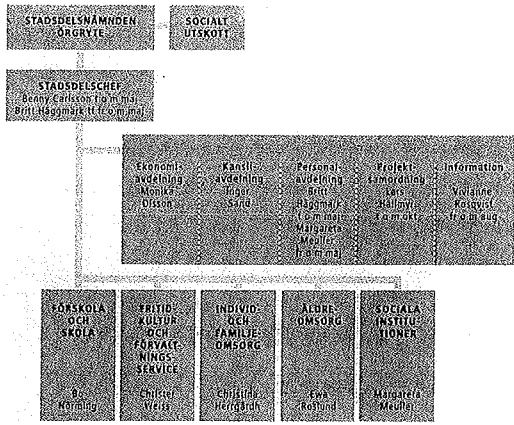 STADSDELSNÄMNDEN
ÖRGRYTE
SOCIALT
UTSKOTT
STADSDELSCHEF
Benny Carlsson t o m maj
Britt Häggmark tf fr o m maj
Ekonomi-
avdelning
Monika
Olsson
Kansli-
avdelning
Inger
Sand
Personal-
avdelning
Britt
Häggmark
t o m maj
Margareta
Meuller
fr o m maj
Projekt-
samordning
Lars
t o m okt
Information
Vivianne
Rosqvist
fr o m aug
FÖRSKOLA
OCH
SKOLA
Bo
Norming
FRITID
KULTUR
OCH
FÖRVALT-
NINGS-
SERVICE
Christer
Weiss
INDIVID-
OCH
FAMILJE-
OMSORG
Christina
Herrgårdh
ÄLDRE-
OMSORG
Ewa
Roslund
SOCIALA
INSTITU-
TIONER
Margareta
Meuller